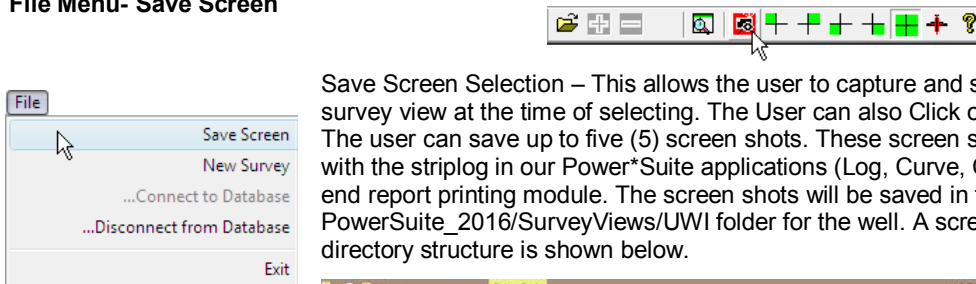 File Menu- Save Screen
File
Save Screen
New Survey
...Connect to Database
...Disconnect from Database
Exit
Save Screen Selection – This allows the user to capture and
survey view at the time of selecting. The User can also Click
The user can save up to five (5) screen shots. These screen
with the striplog in our Power*Suite applications (Log, Curve,
end report printing module. The screen shots will be saved in
PowerSuite_2016/SurveyViews/UWI folder for the well. A
directory structure is shown below.